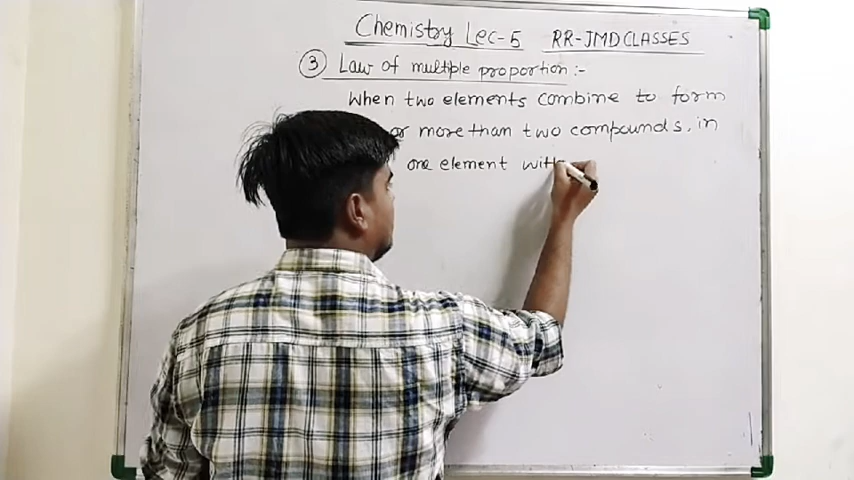 Chemistry Lec-5 RR-JMD CLASSES
③ Law of multiple proportion :-
When two elements combine to form
or more than two compounds, in
one element with